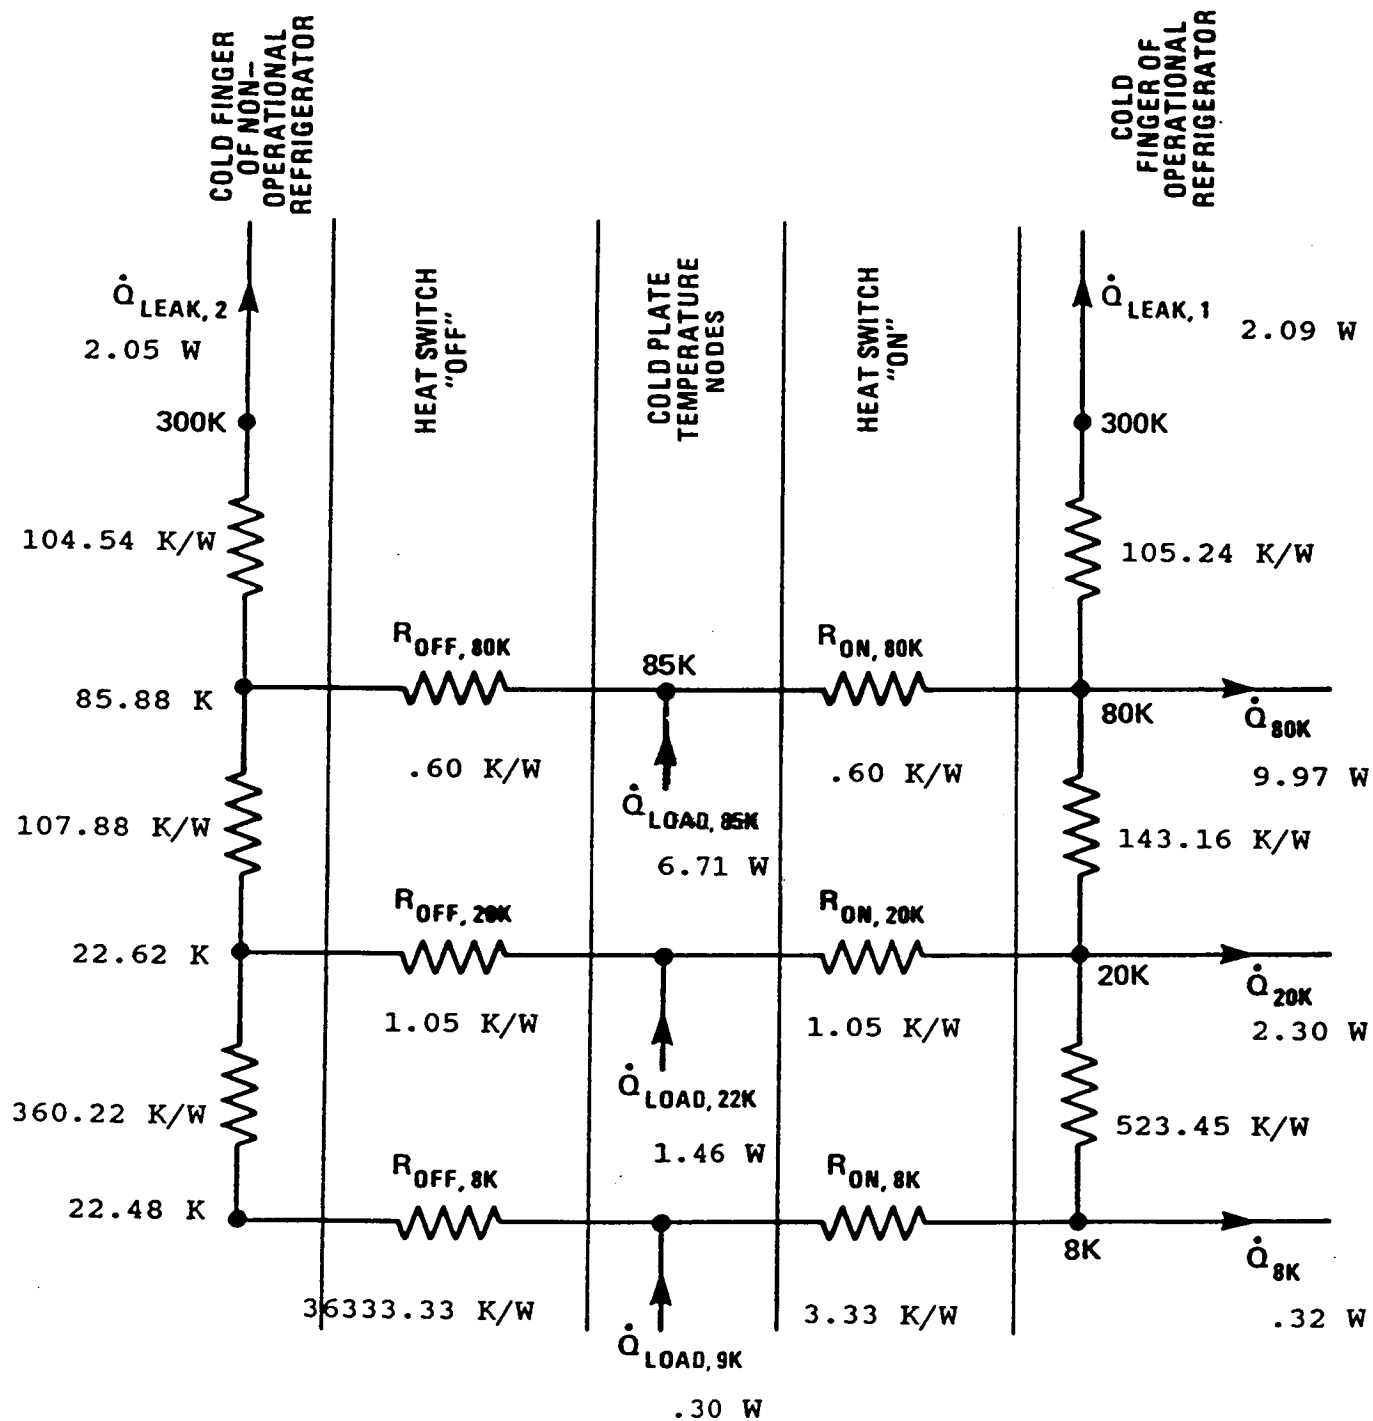 COLD FINGER
OF NON-
OPERATIONAL
REFRIGERATOR
COLD
FINGER OF
OPERATIONAL
REFRIGERATOR
HEAT SWITCH
"OFF"
COLD PLATE
TEMPERATURE
NODES
HEAT SWITCH
"ON"
Q̇LEAK, 2
2.05 W
Q̇LEAK, 1
2.09 W
300K
300K
104.54 K/W
105.24 K/W
ROFF, 80K
85K
RON, 80K
85.88 K
80K
Q̇80K
.60 K/W
.60 K/W
9.97 W
Q̇LOAD, 85K
6.71 W
107.88 K/W
143.16 K/W
ROFF, 20K
RON, 20K
22.62 K
20K
Q̇20K
1.05 K/W
1.05 K/W
2.30 W
Q̇LOAD, 22K
1.46 W
360.22 K/W
523.45 K/W
ROFF, 8K
RON, 8K
22.48 K
8K
Q̇8K
36333.33 K/W
3.33 K/W
.32 W
Q̇LOAD, 9K
.30 W